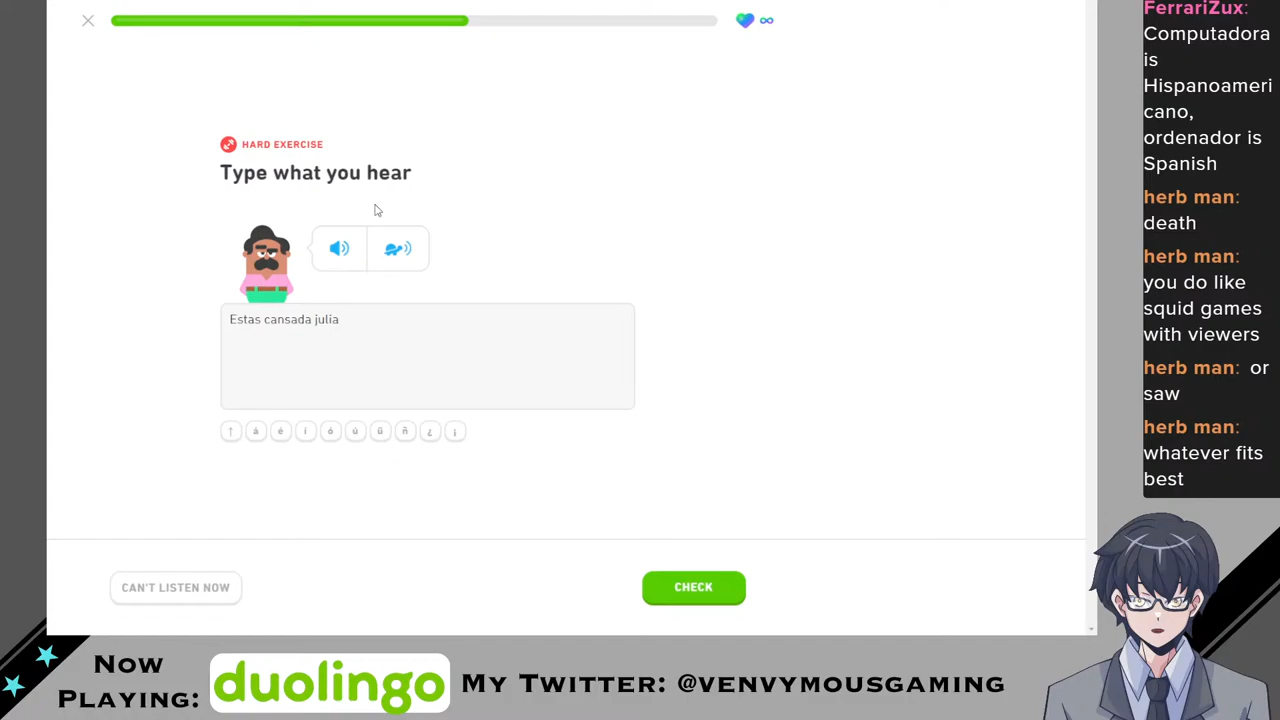 HARD EXERCISE
Type what you hear
Estas cansada julia
↑ á é í ó ú ü ñ ¿ ¡
CAN'T LISTEN NOW
CHECK
FerrariZux:
Computadora
is
Hispanoameri
cano,
ordenador is
Spanish
herb man:
death
herb man:
you do like
squid games
with viewers
herb man: or
saw
herb man:
whatever fits
best
Now
Playing:
duolingo
My Twitter: @venvymousgaming